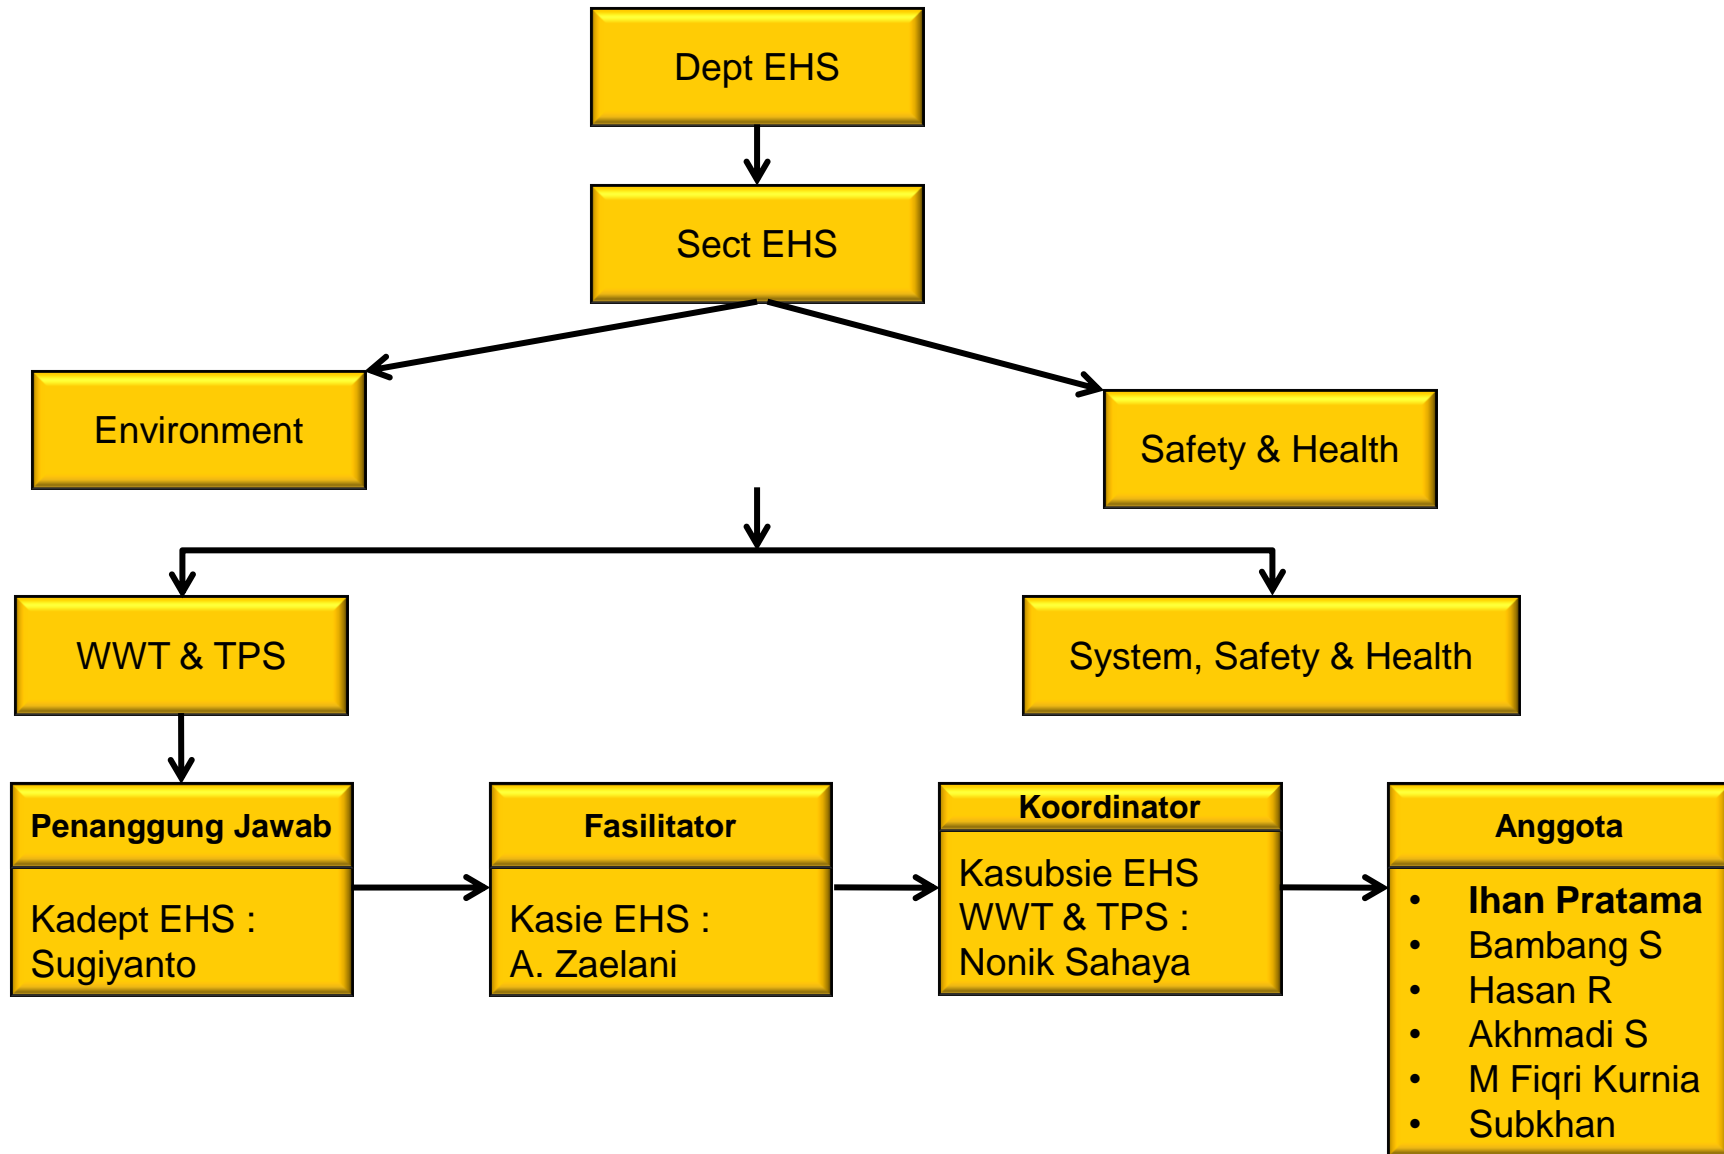 Dept EHS
Sect EHS
Environment
Safety & Health
WWT & TPS
System, Safety & Health
Penanggung Jawab
Kadept EHS :
Sugiyanto
Fasilitator
Kasie EHS :
A. Zaelani
Koordinator
Kasubsie EHS
WWT & TPS :
Nonik Sahaya
Anggota
• Ihan Pratama
• Bambang S
• Hasan R
• Akhmadi S
• M Fiqri Kurnia
• Subkhan